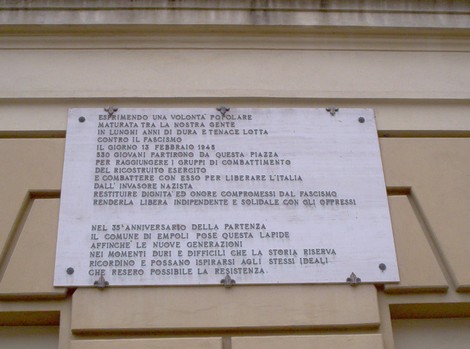 ESPRIMENDO UNA VOLONTÀ POPOLARE
MATURATA TRA LA NOSTRA GENTE
IN LUNGHI ANNI DI DURA E TENACE LOTTA
CONTRO IL FASCISMO
IL GIORNO 13 FEBBRAIO 1945
530 GIOVANI PARTIRONO DA QUESTA PIAZZA
PER RAGGIUNGERE I GRUPPI DI COMBATTIMENTO
DEL RICOSTRUITO ESERCITO
E COMBATTERE CON ESSO PER LIBERARE L'ITALIA
DALL'INVASORE NAZISTA
RESTITUIRE DIGNITÀ ED ONORE COMPROMESSI DAL FASCISMO
RENDERLA LIBERA INDIPENDENTE E SOLIDALE CON GLI OPPRESSI
NEL 35° ANNIVERSARIO DELLA PARTENZA
IL COMUNE DI EMPOLI POSE QUESTA LAPIDE
AFFINCHÈ LE NUOVE GENERAZIONI
NEI MOMENTI DURI E DIFFICILI CHE LA STORIA RISERVA
RICORDINO E POSSANO ISPIRARSI AGLI STESSI IDEALI
CHE RESERO POSSIBILE LA RESISTENZA